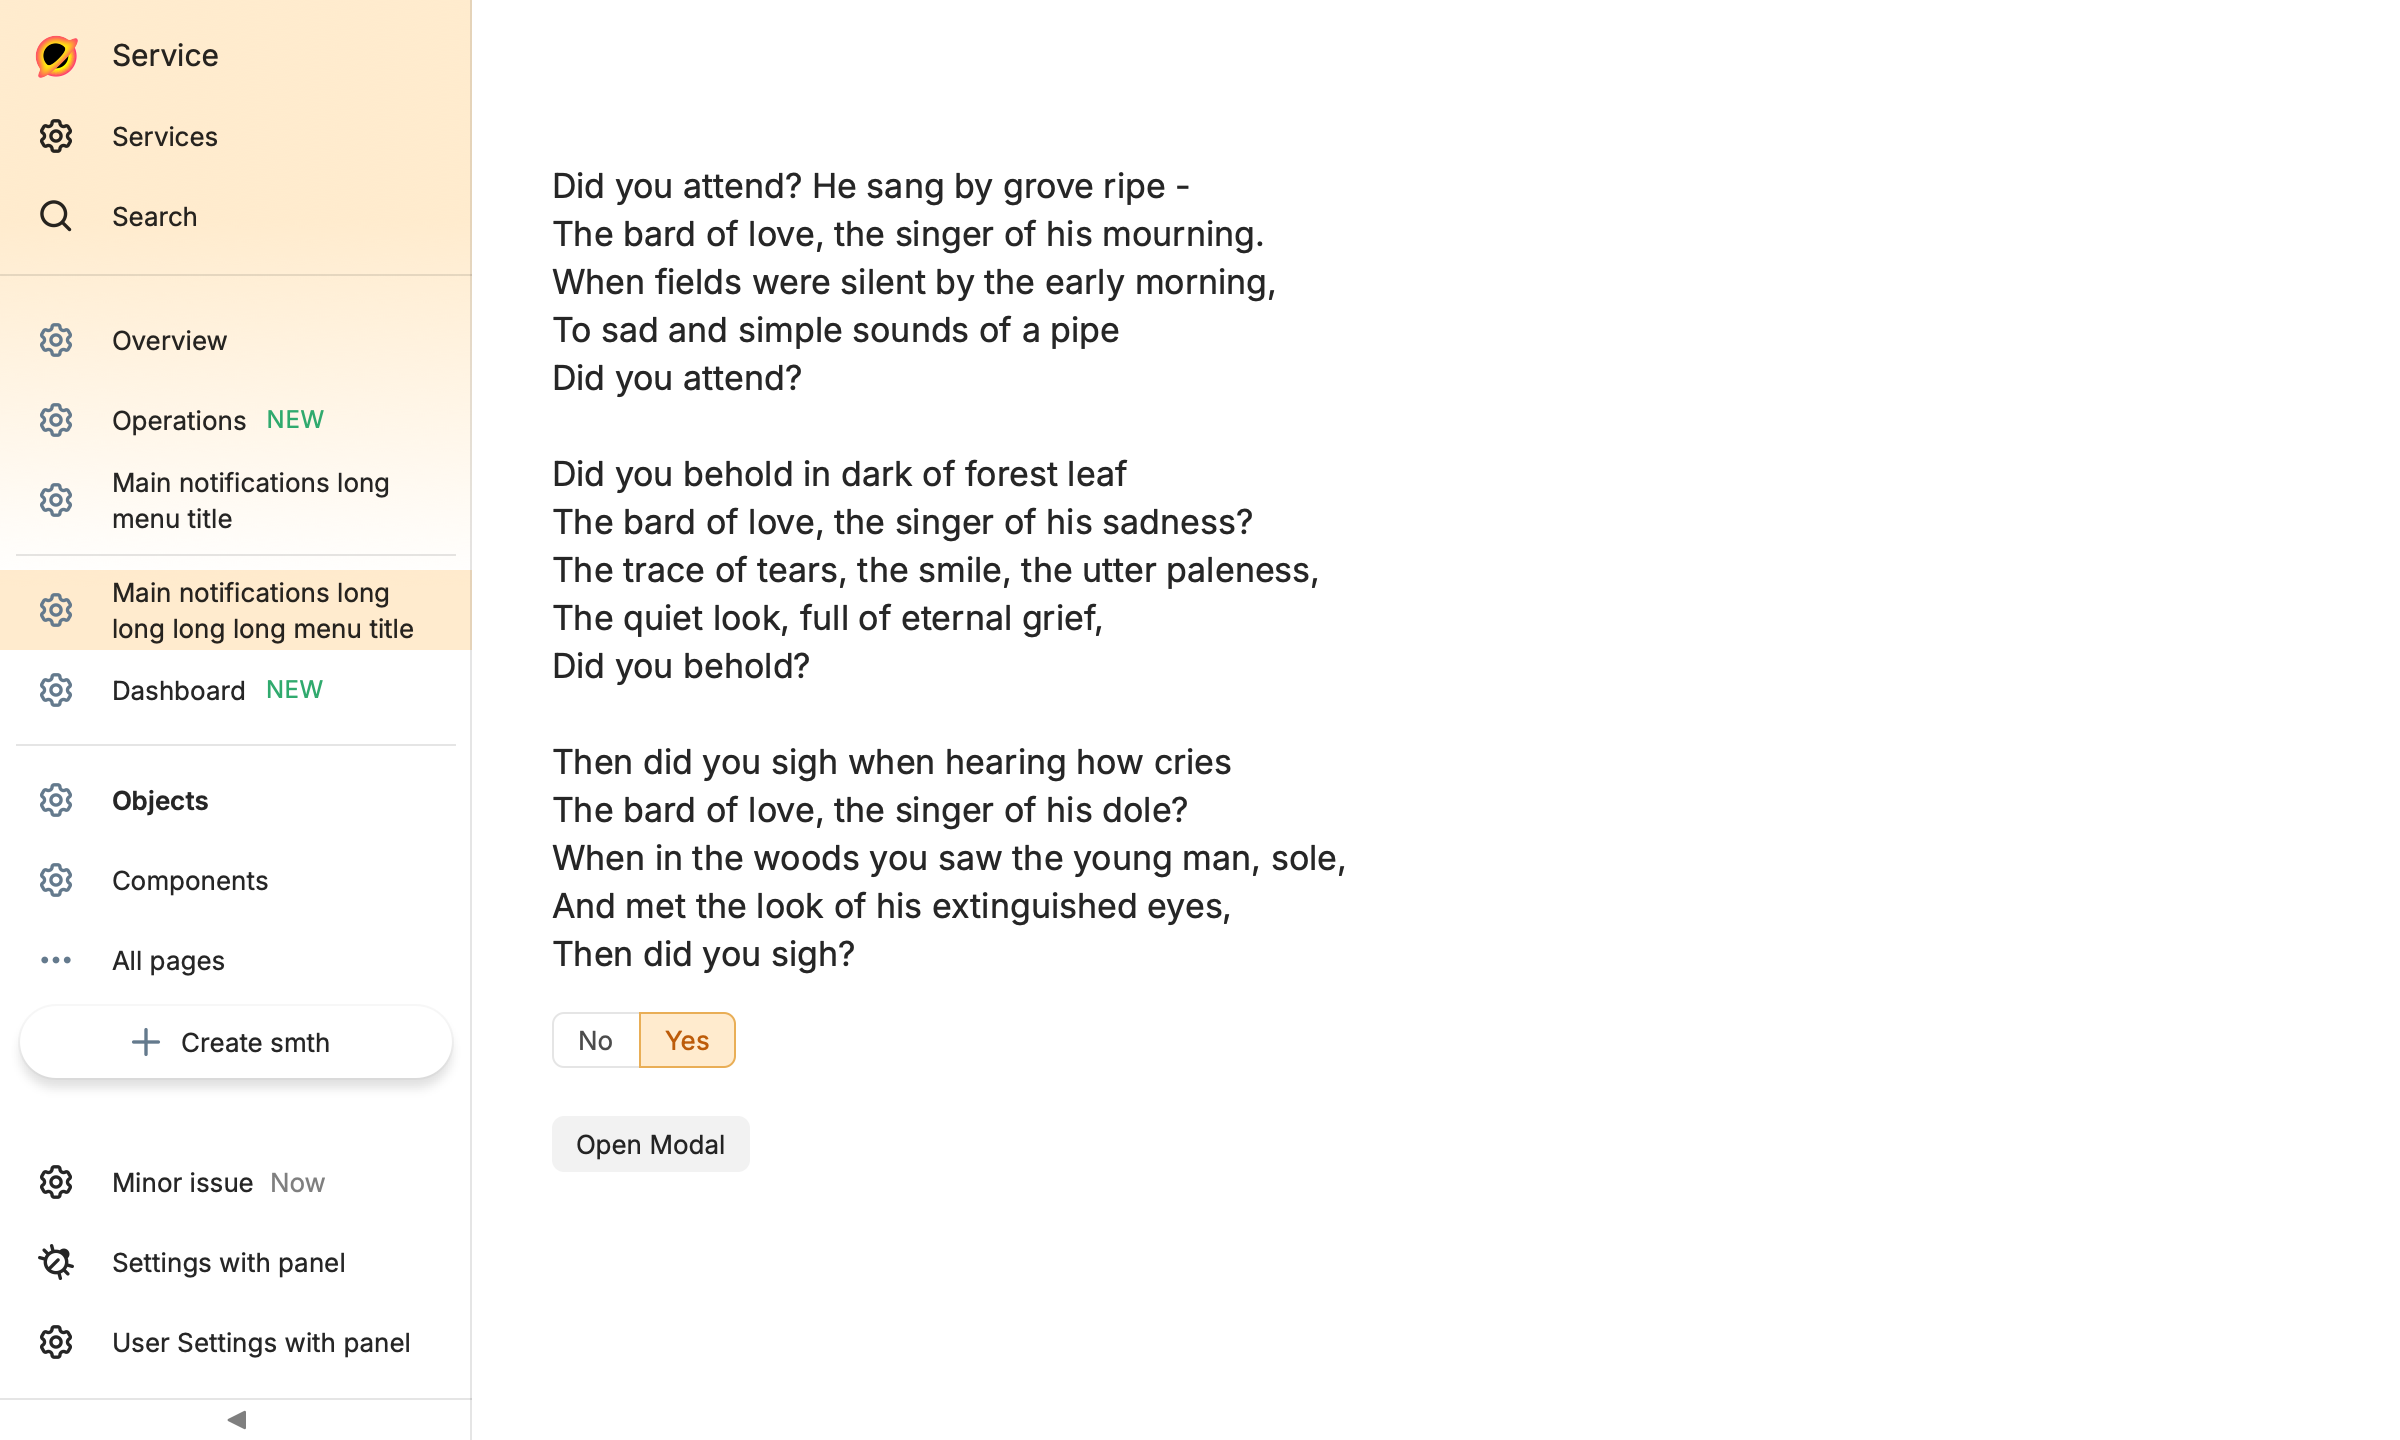 Service
Services
Search
Overview
Operations NEW
Main notifications long
menu title
Main notifications long
long long long menu title
Dashboard NEW
Objects
Components
All pages
Create smth
Minor issue Now
Settings with panel
User Settings with panel
Did you attend? He sang by grove ripe -
The bard of love, the singer of his mourning.
When fields were silent by the early morning,
To sad and simple sounds of a pipe
Did you attend?
Did you behold in dark of forest leaf
The bard of love, the singer of his sadness?
The trace of tears, the smile, the utter paleness,
The quiet look, full of eternal grief,
Did you behold?
Then did you sigh when hearing how cries
The bard of love, the singer of his dole?
When in the woods you saw the young man, sole,
And met the look of his extinguished eyes,
Then did you sigh?
No Yes
Open Modal